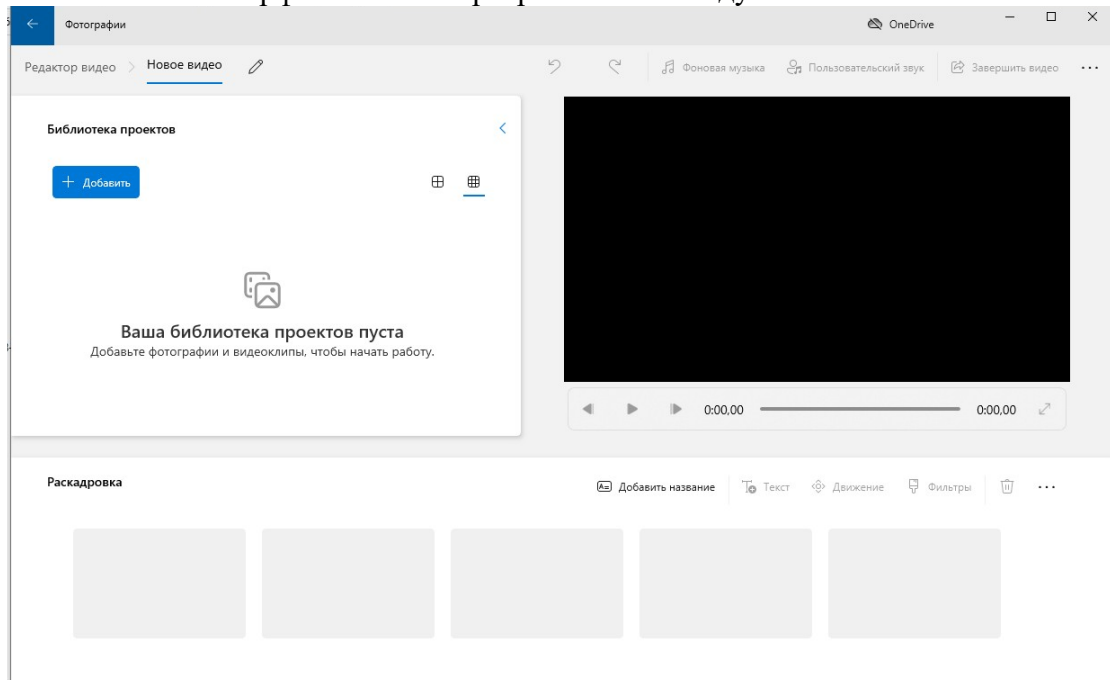 Фотографии
OneDrive
Редактор видео > Новое видео
Фоновая музыка
Пользовательский звук
Завершить видео
Библиотека проектов
+ Добавить
Ваша библиотека проектов пуста
Добавьте фотографии и видеоклипы, чтобы начать работу.
0:00,00
0:00,00
Раскадровка
Добавить название
Текст
Движение
Фильтры